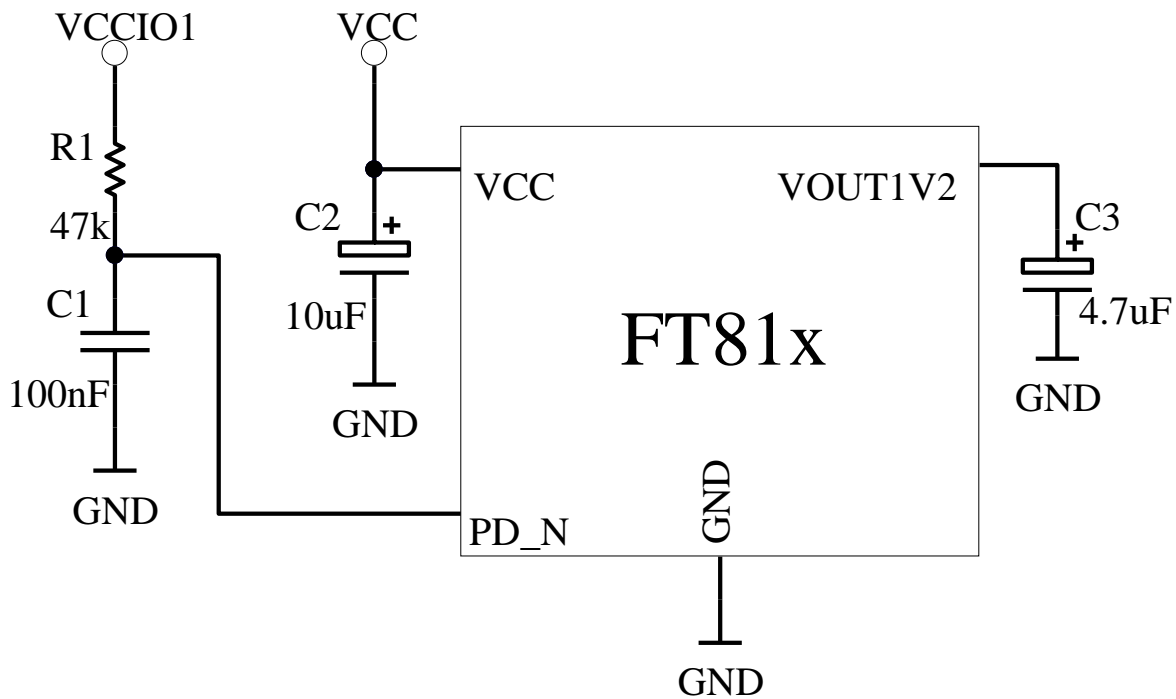 VCCIO1
VCC
R1
47k
C1
100nF
GND
C2
+
10uF
GND
VCC
VOUT1V2
FT81x
PD_N
GND
GND
+
C3
4.7uF
GND